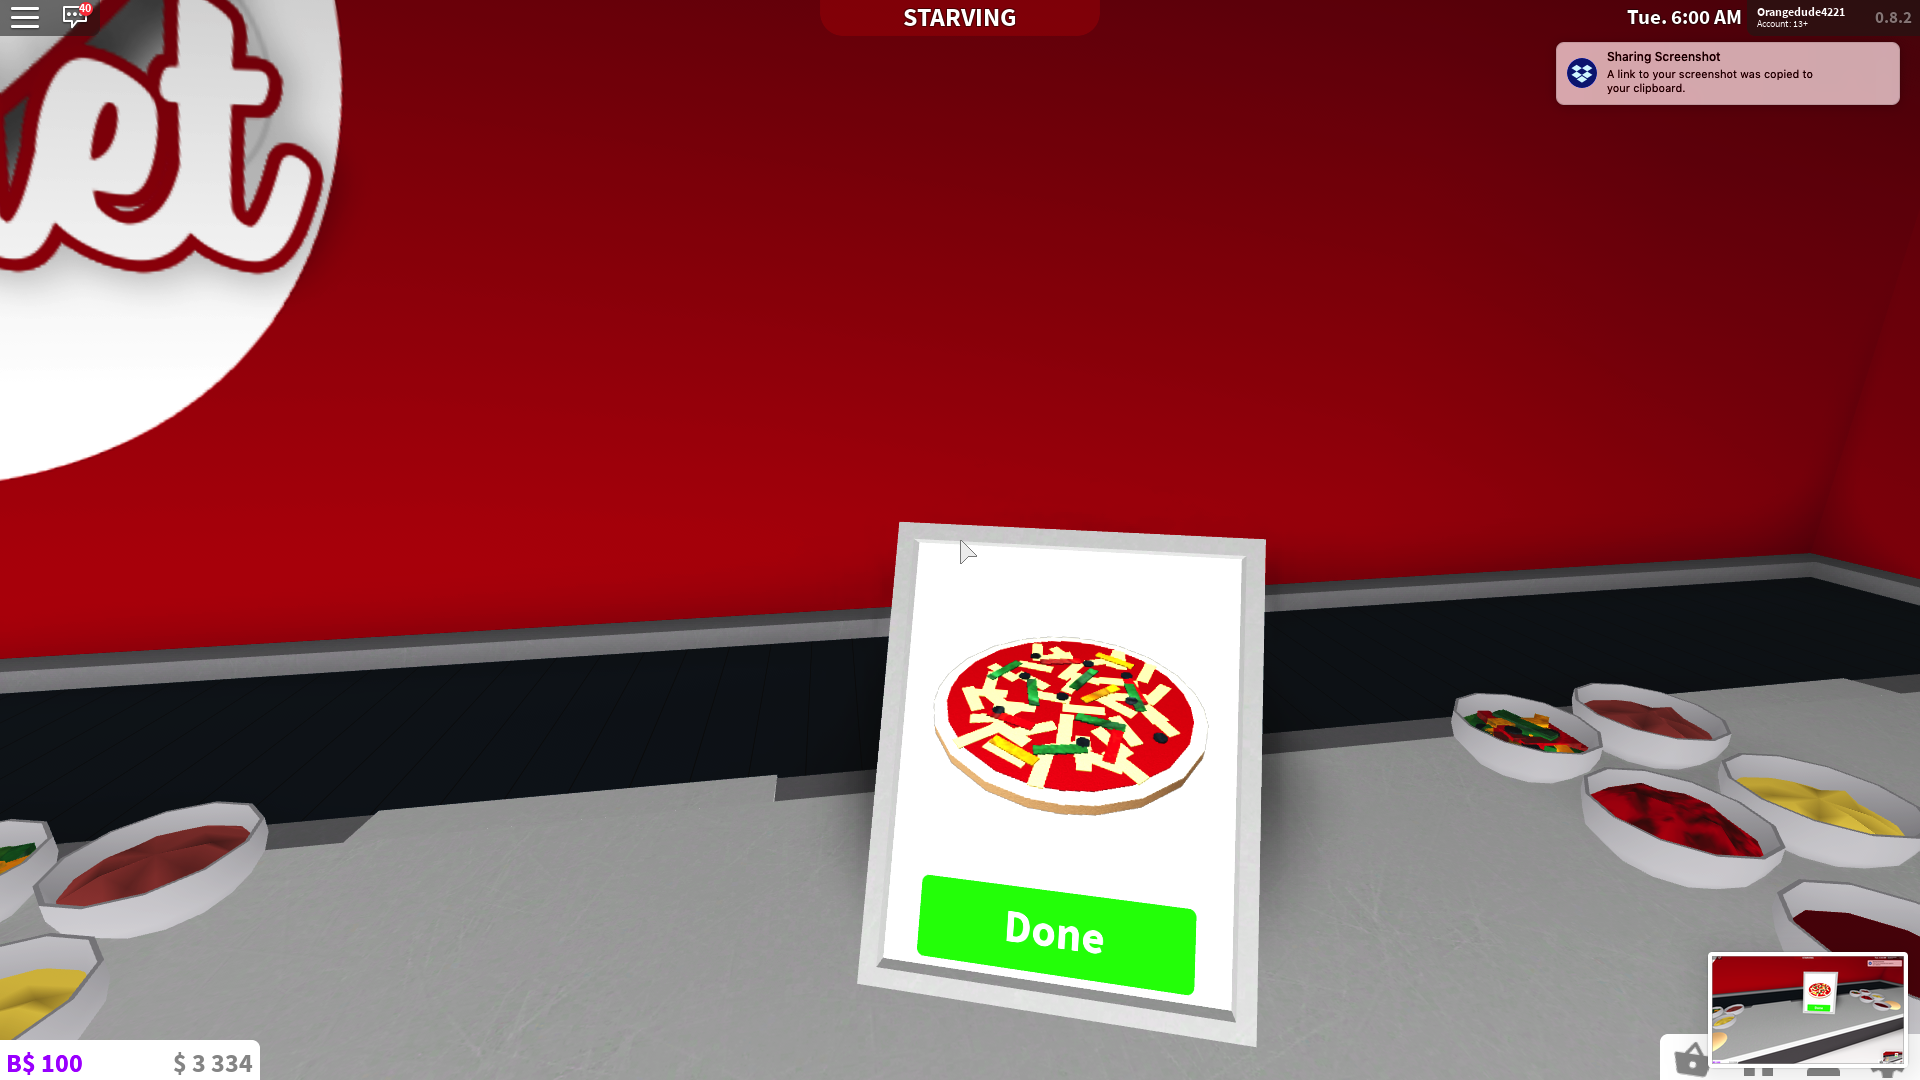 40
STARVING
Tue. 6:00 AM
Orangedude4221
Account: 13+
0.8.2
Sharing Screenshot
A link to your screenshot was copied to
your clipboard.
et
Done
B$ 100
$ 3 334